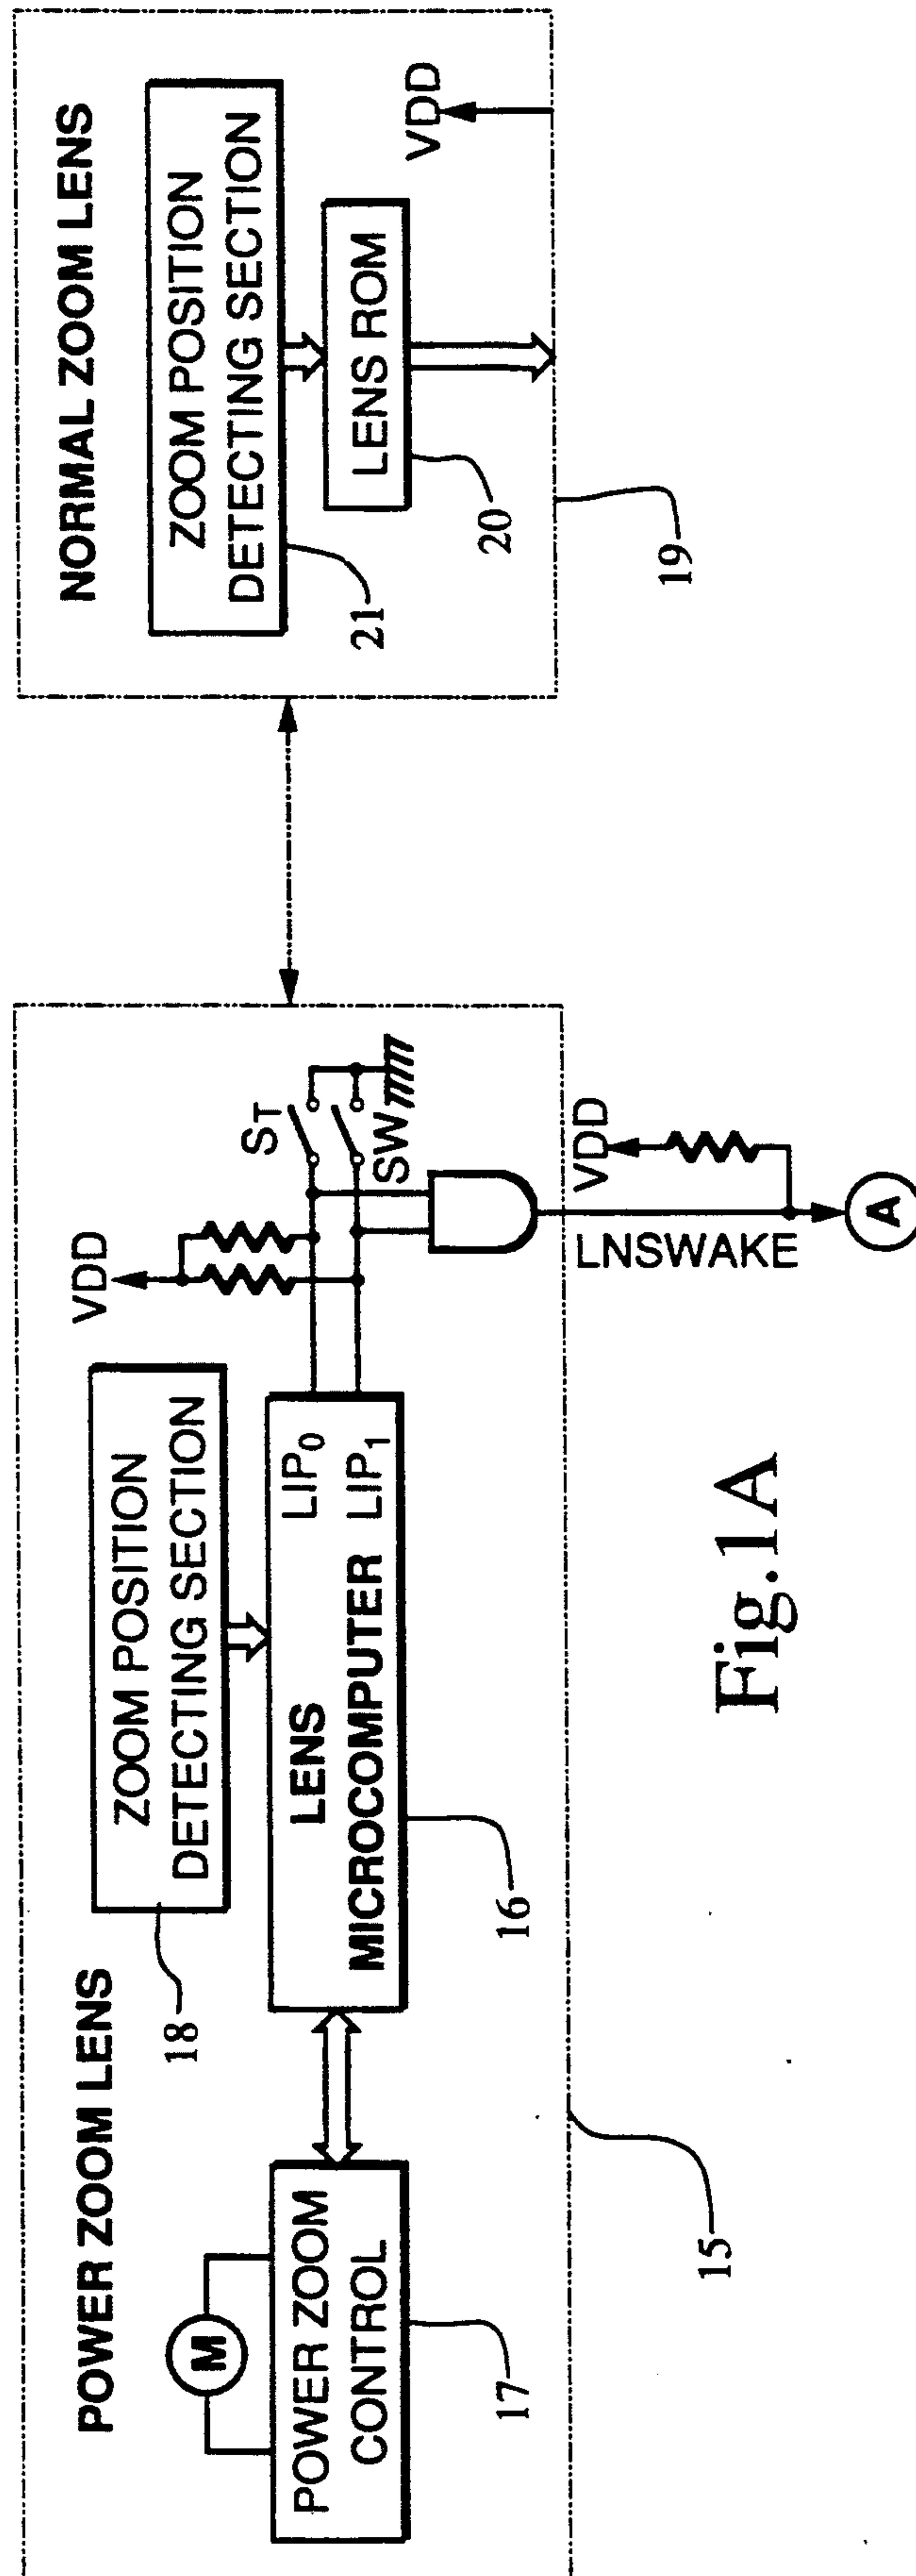 POWER ZOOM LENS
M
POWER ZOOM
CONTROL
17
ZOOM POSITION
DETECTING SECTION
18
LENS
MICROCOMPUTER
LIP0
LIP1
16
VDD
ST
SW
VDD
LNSWAKE
A
15
NORMAL ZOOM LENS
ZOOM POSITION
DETECTING SECTION
21
LENS ROM
20
VDD
19
Fig.1A